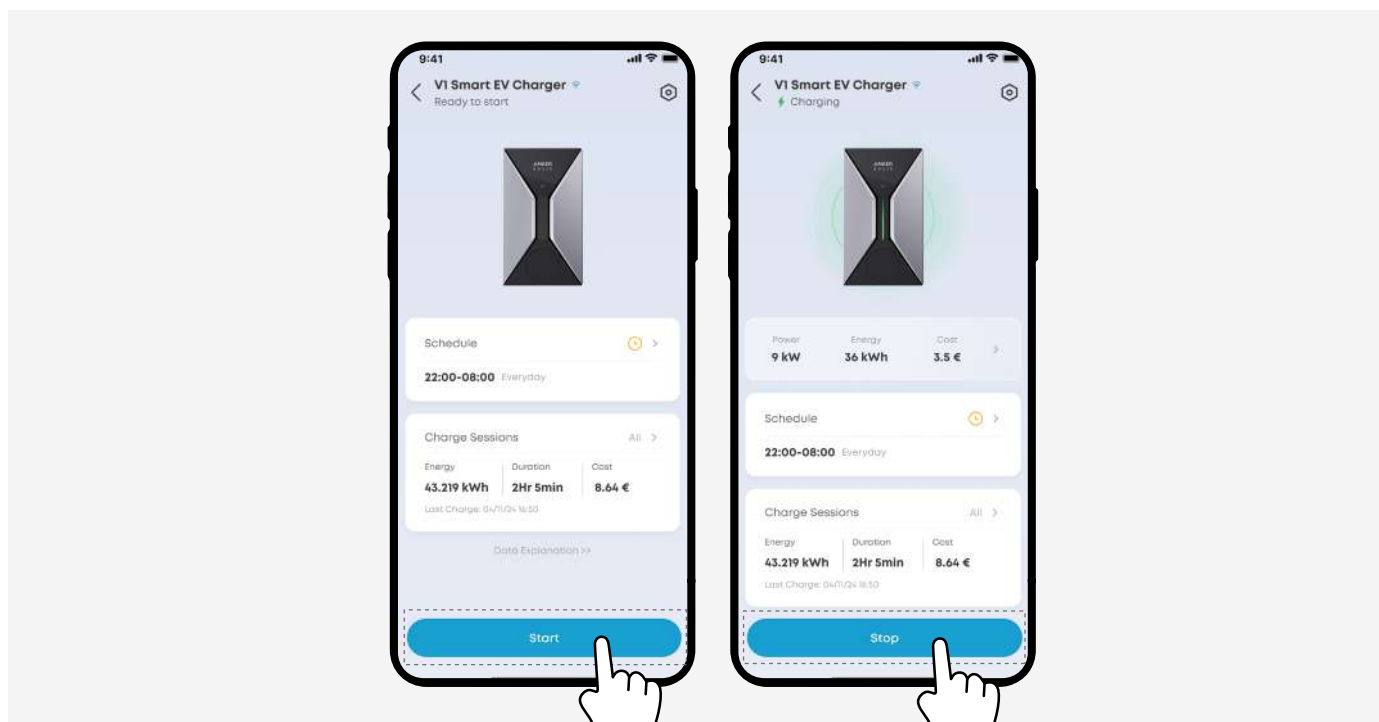 9:41
V1 Smart EV Charger
Ready to start
ANKER
SOLIX
Schedule
22:00-08:00 Everyday
Charge Sessions All
Energy Duration Cost
43.219 kWh 2Hr 5min 8.64 €
Last Charge: 04/11/24 16:50
Data Explanation >>
Start
9:41
V1 Smart EV Charger
Charging
ANKER
SOLIX
Power Energy Cost
9 kW 36 kWh 3.5 €
Schedule
22:00-08:00 Everyday
Charge Sessions All
Energy Duration Cost
43.219 kWh 2Hr 5min 8.64 €
Last Charge: 04/11/24 16:50
Stop